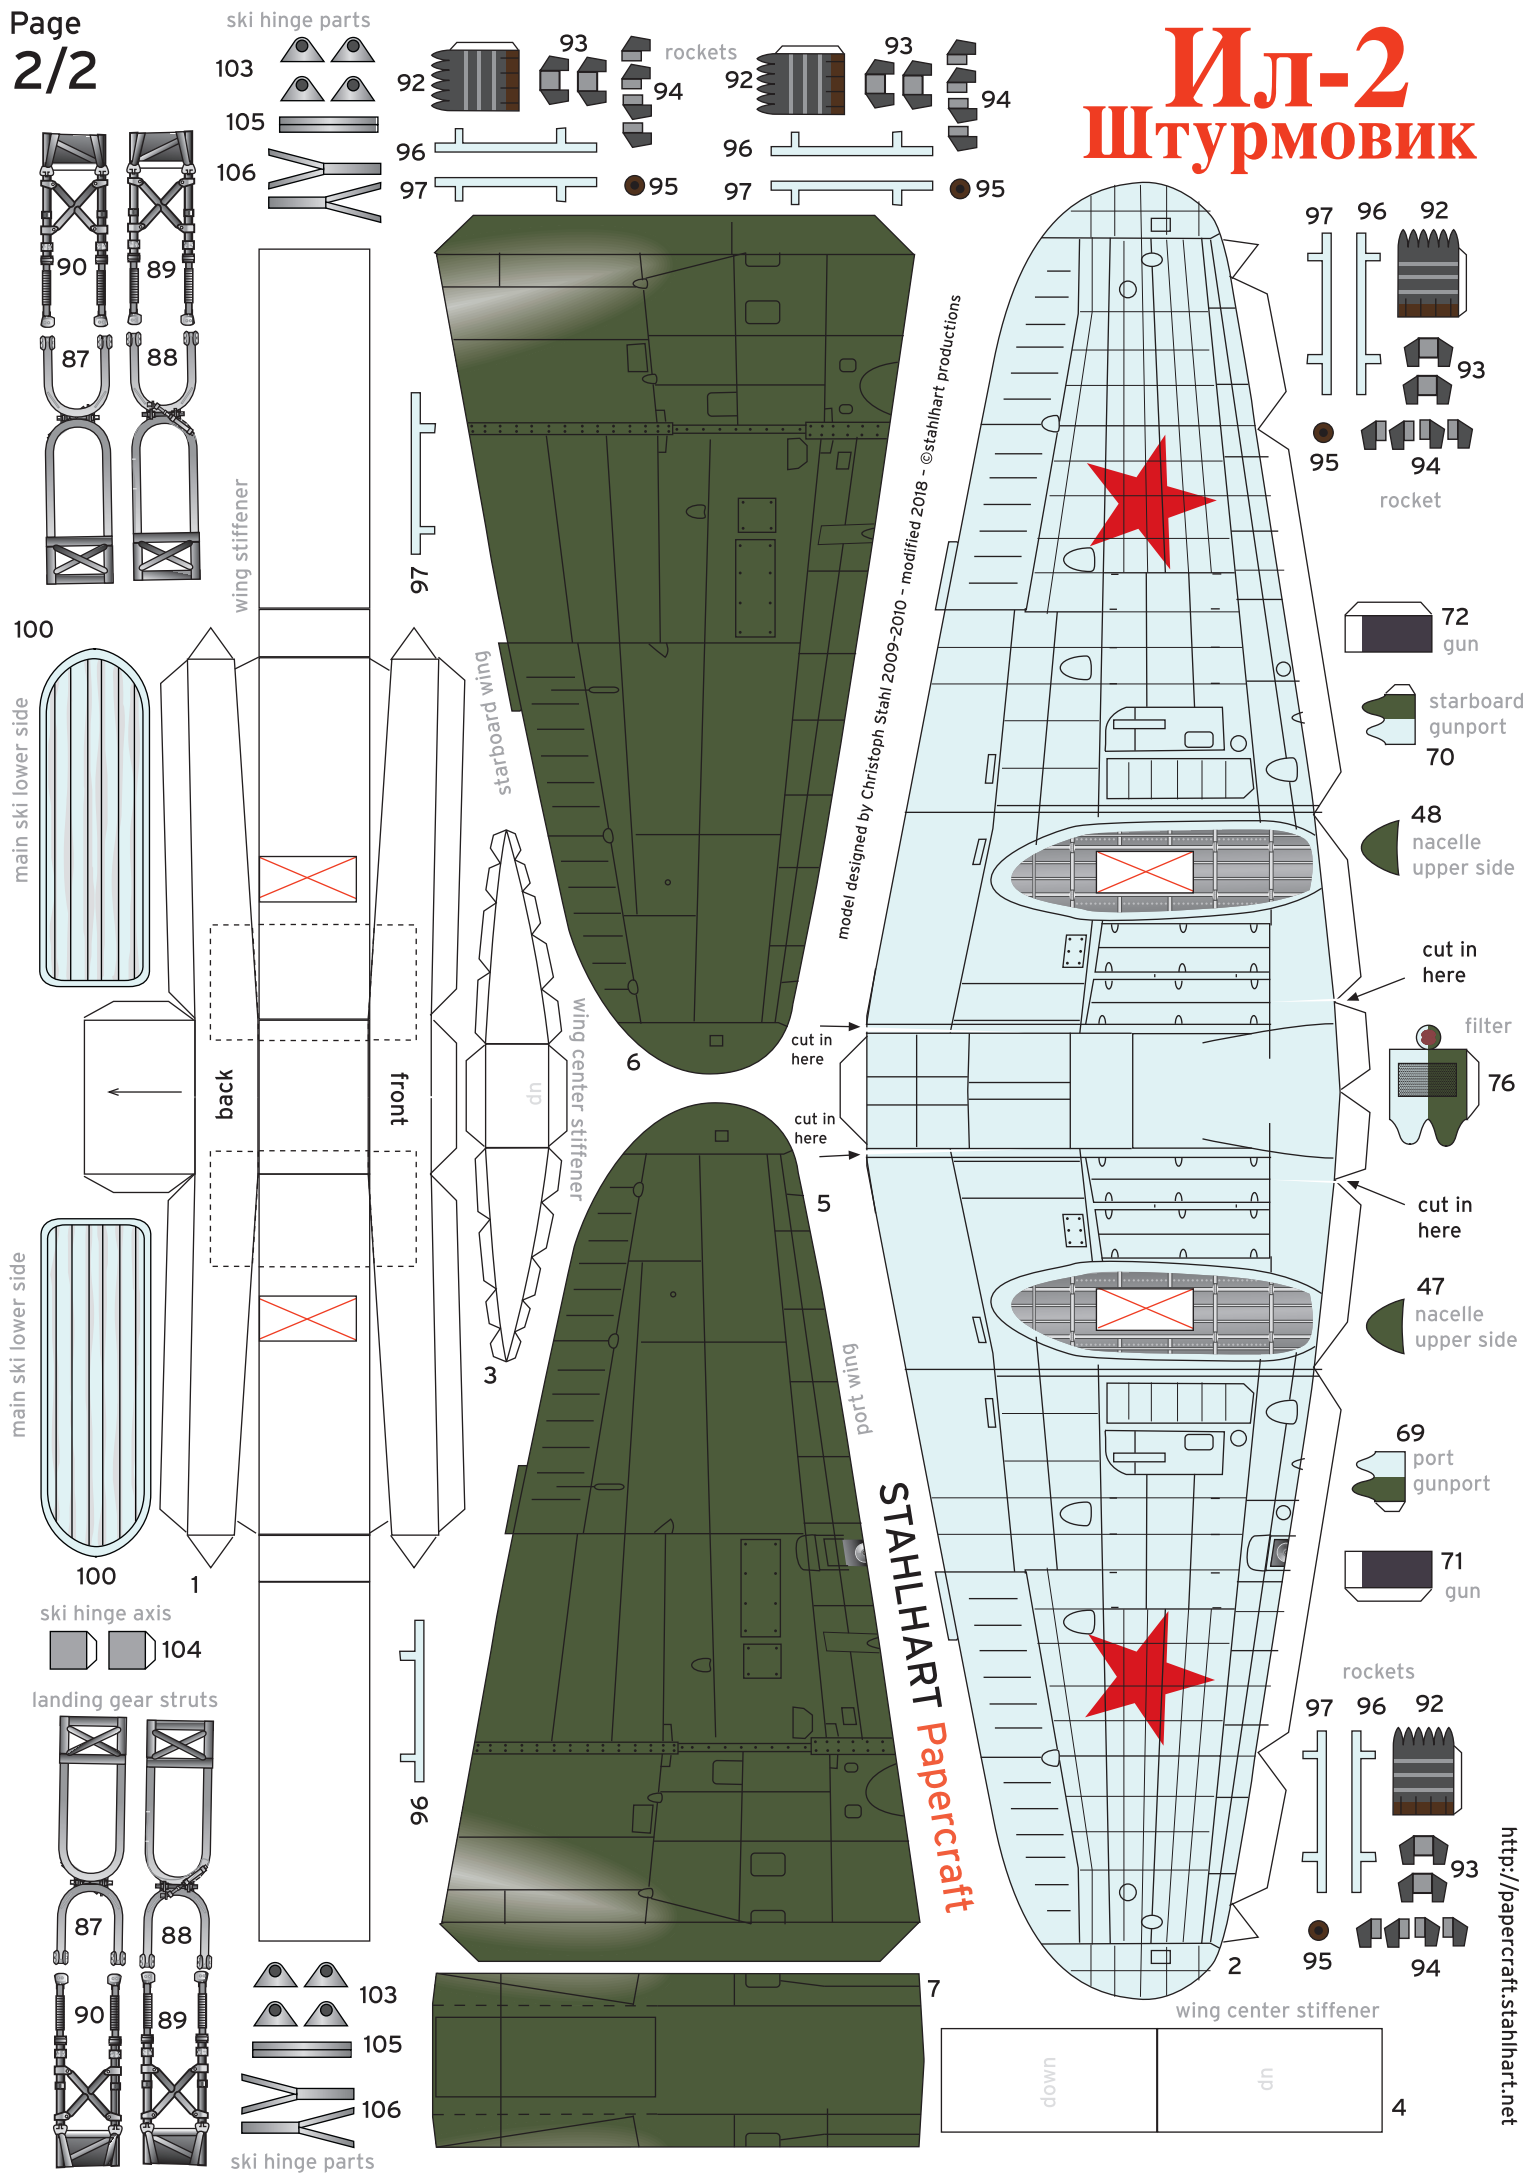 Page
2/2
ski hinge parts
103
105
106
92
93
94
rockets
96
97
95
92
93
94
96
97
95
Ил-2
Штурмовик
90
89
87
88
97
96
92
93
95
94
rocket
wing stiffener
97
100
main ski lower side
starboard wing
model designed by Christoph Stahl 2009-2010 - modified 2018 - ©stahlhart productions
72
gun
starboard
gunport
70
48
nacelle
upper side
cut in
here
filter
76
6
cut in
here
cut in
here
back
front
up
wing center stiffener
5
cut in
here
47
nacelle
upper side
main ski lower side
3
port wing
69
port
gunport
71
gun
100
1
ski hinge axis
104
landing gear struts
96
STAHLHART Papercraft
rockets
97
96
92
93
95
94
87
88
90
89
103
105
106
ski hinge parts
7
2
wing center stiffener
down
up
4
http://papercraft.stahlhart.net